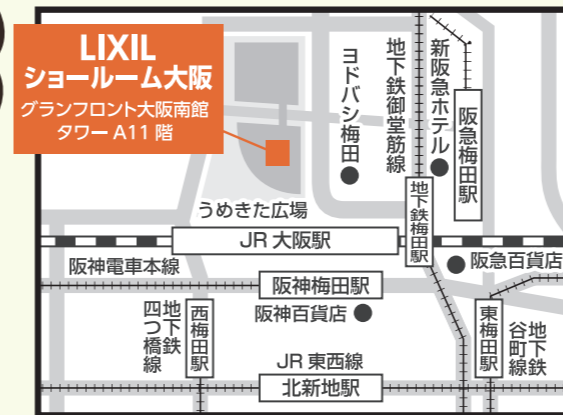 LIXIL
ショールーム大阪
グランフロント大阪南館
タワー A11 階
ヨドバシ梅田
地下鉄御堂筋線
新阪急ホテル
阪急梅田駅
地下鉄梅田駅
うめきた広場
JR 大阪駅
阪急百貨店
阪神電車本線
阪神梅田駅
阪神百貨店
地下鉄
四つ橋線
西梅田駅
東梅田駅
地下鉄
谷町線
JR 東西線
北新地駅